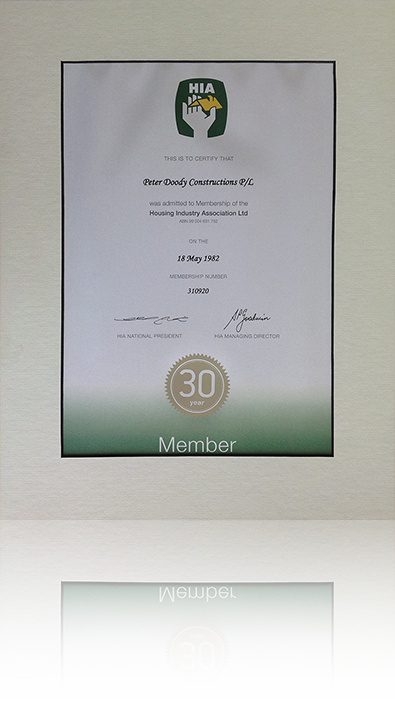 HIA
THIS IS TO CERTIFY THAT
Peter Doody Constructions P/L
was admitted to Membership of the
Housing Industry Association Ltd
ON THE
18 May 1982
MEMBERSHIP NUMBER
310920
HIA NATIONAL PRESIDENT
HIA MANAGING DIRECTOR
30
year
Member
Member
30